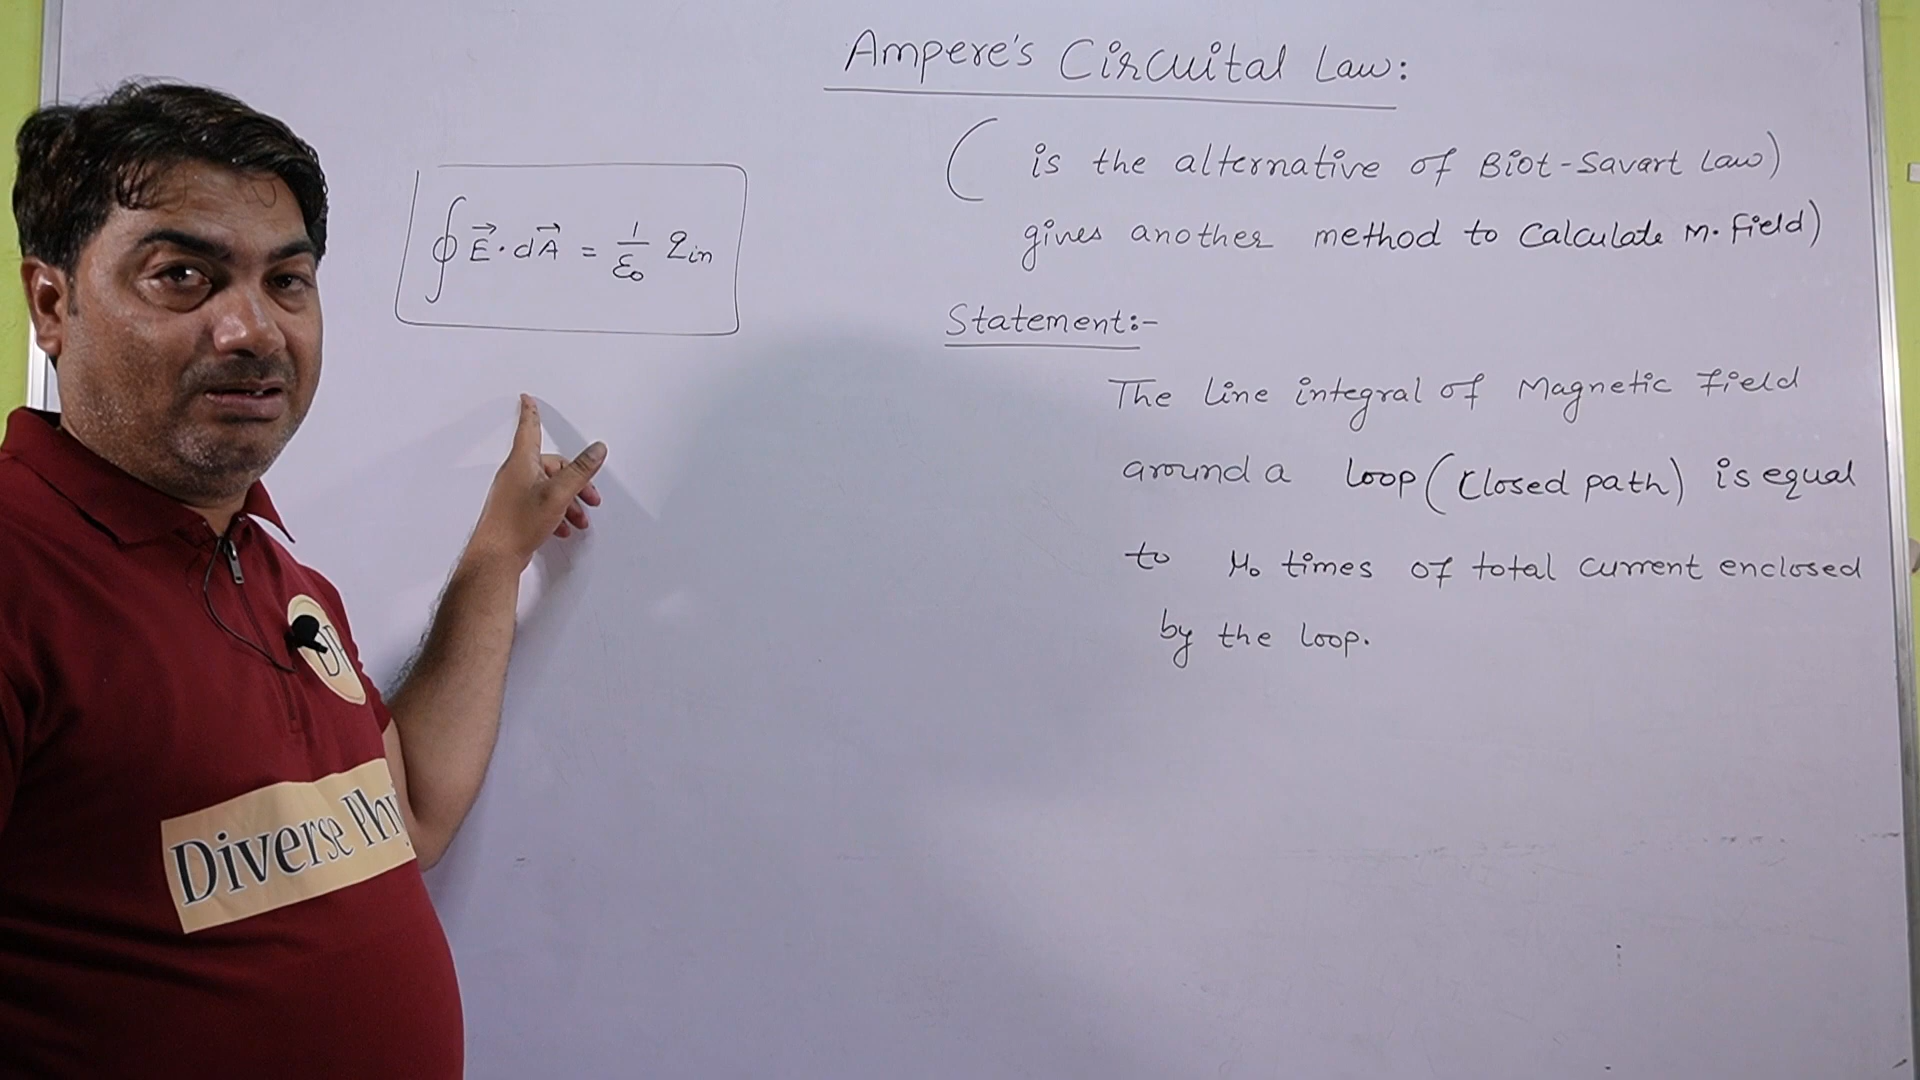 Ampere's Circuital Law:
( is the alternative of Biot-Savart Law)
gives another method to Calculate M. Field)
∮ E⃗ · dA⃗ = 1/ε₀ q_in
Statement:-
The Line integral of Magnetic Field
around a Loop (Closed path) is equal
to μ₀ times of total current enclosed
by the Loop.
Diverse Phy